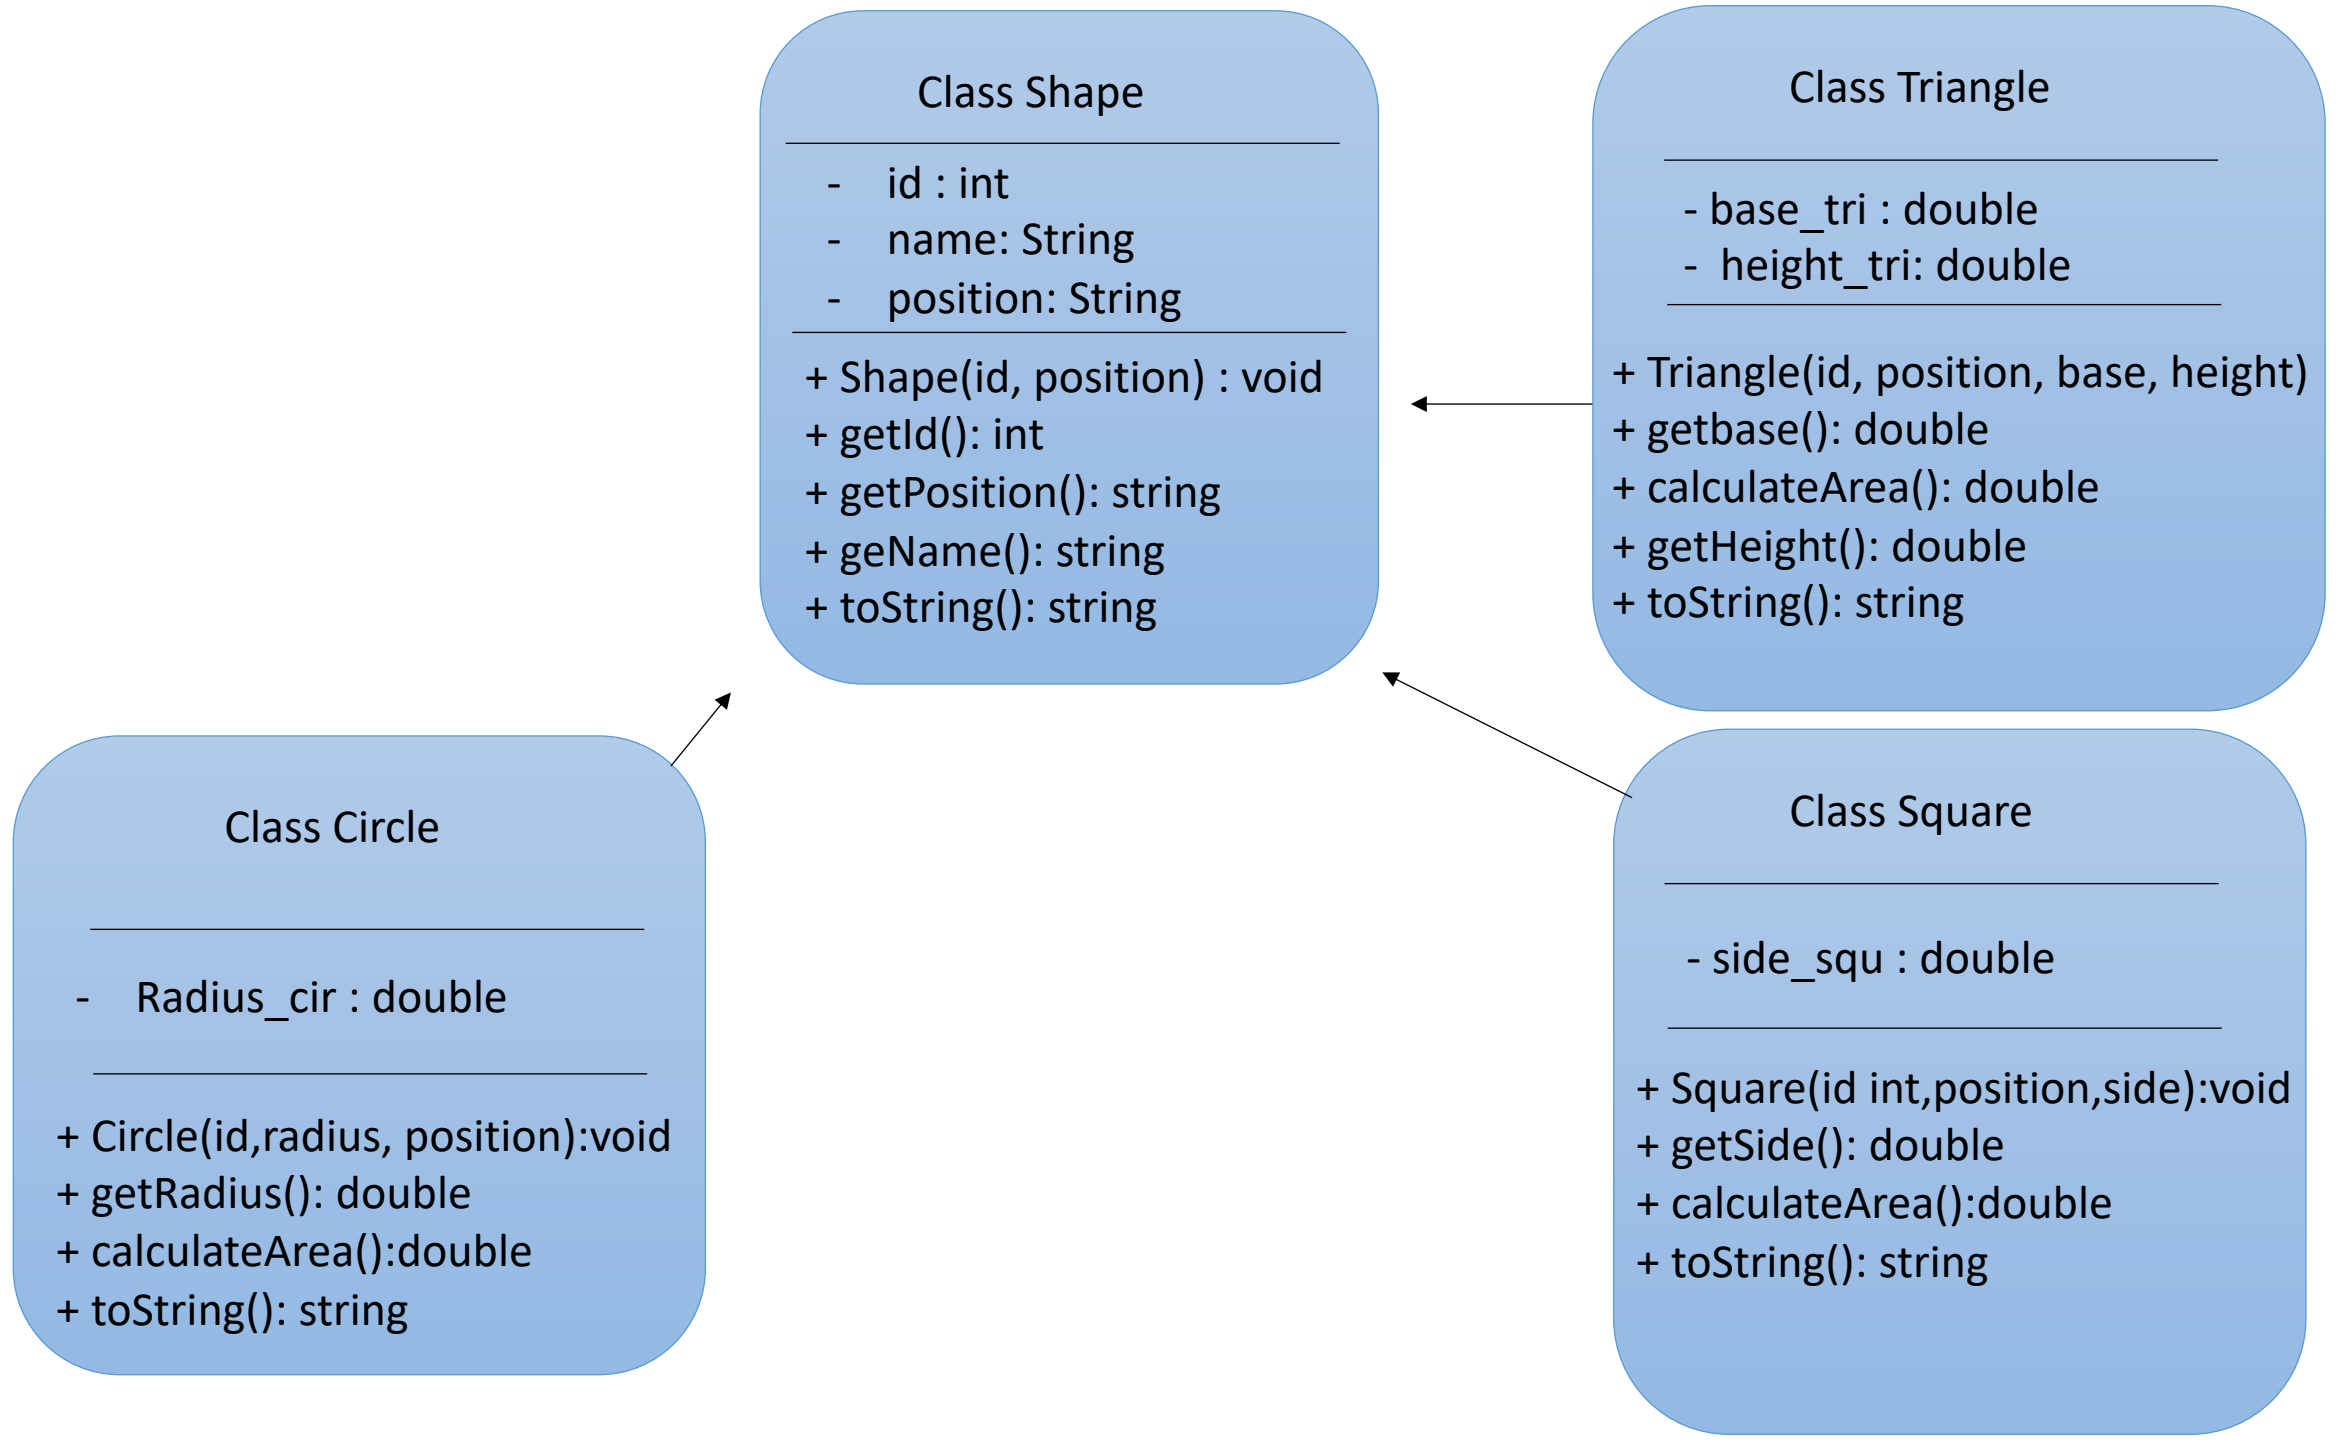 Class Shape
- id : int
- name: String
- position: String
+ Shape(id, position) : void
+ getId(): int
+ getPosition(): string
+ geName(): string
+ toString(): string
Class Triangle
- base_tri : double
- height_tri: double
+ Triangle(id, position, base, height)
+ getbase(): double
+ calculateArea(): double
+ getHeight(): double
+ toString(): string
Class Circle
- Radius_cir : double
+ Circle(id,radius, position):void
+ getRadius(): double
+ calculateArea():double
+ toString(): string
Class Square
- side_squ : double
+ Square(id int,position,side):void
+ getSide(): double
+ calculateArea():double
+ toString(): string